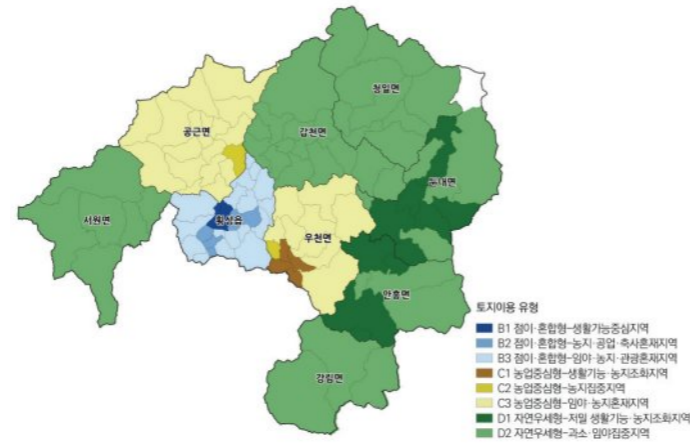 청일면
공근면
갑천면
둔내면
서원면
횡성읍
우천면
안흥면
강림면
토지이용 유형
B1 점이·혼합형-생활기능중심지역
B2 점이·혼합형-농지·공업·축사혼재지역
B3 점이·혼합형-임야·농지·관광혼재지역
C1 농업중심형-생활기능·농지조화지역
C2 농업중심형-농지집중지역
C3 농업중심형-임야·농지혼재지역
D1 자연우세형-저밀 생활기능·농지조화지역
D2 자연우세형-과소·임야집중지역